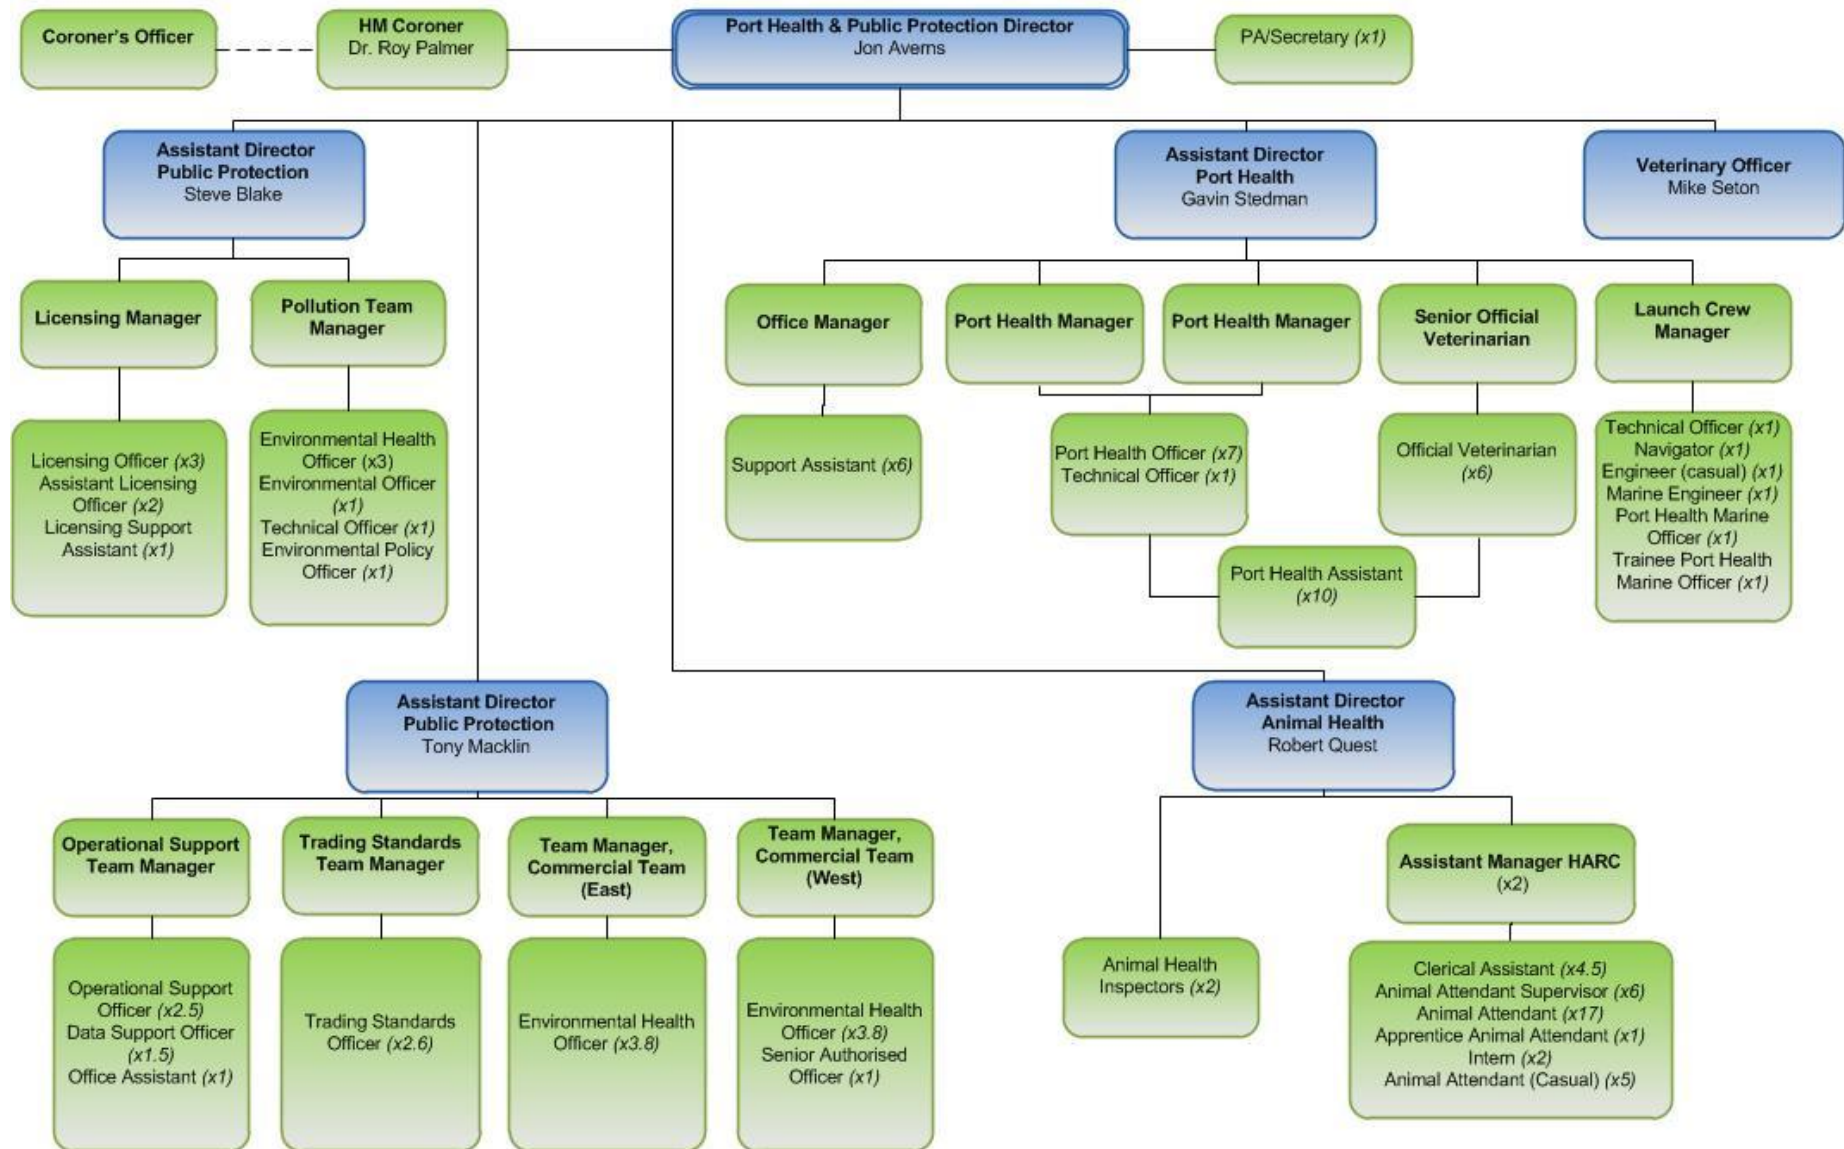 Coroner's Officer
HM Coroner
Dr. Roy Palmer
Port Health & Public Protection Director
Jon Averns
PA/Secretary (x1)
Assistant Director
Public Protection
Steve Blake
Assistant Director
Port Health
Gavin Stedman
Veterinary Officer
Mike Seton
Licensing Manager
Pollution Team
Manager
Office Manager
Port Health Manager
Port Health Manager
Senior Official
Veterinarian
Launch Crew
Manager
Licensing Officer (x3)
Assistant Licensing
Officer (x2)
Licensing Support
Assistant (x1)
Environmental Health
Officer (x3)
Environmental Officer
(x1)
Technical Officer (x1)
Environmental Policy
Officer (x1)
Support Assistant (x6)
Port Health Officer (x7)
Technical Officer (x1)
Official Veterinarian
(x6)
Technical Officer (x1)
Navigator (x1)
Engineer (casual) (x1)
Marine Engineer (x1)
Port Health Marine
Officer (x1)
Trainee Port Health
Marine Officer (x1)
Port Health Assistant
(x10)
Assistant Director
Public Protection
Tony Macklin
Assistant Director
Animal Health
Robert Quest
Operational Support
Team Manager
Trading Standards
Team Manager
Team Manager,
Commercial Team
(East)
Team Manager,
Commercial Team
(West)
Assistant Manager HARC
(x2)
Operational Support
Officer (x2.5)
Data Support Officer
(x1.5)
Office Assistant (x1)
Trading Standards
Officer (x2.6)
Environmental Health
Officer (x3.8)
Environmental Health
Officer (x3.8)
Senior Authorised
Officer (x1)
Animal Health
Inspectors (x2)
Clerical Assistant (x4.5)
Animal Attendant Supervisor (x6)
Animal Attendant (x17)
Apprentice Animal Attendant (x1)
Intern (x2)
Animal Attendant (Casual) (x5)